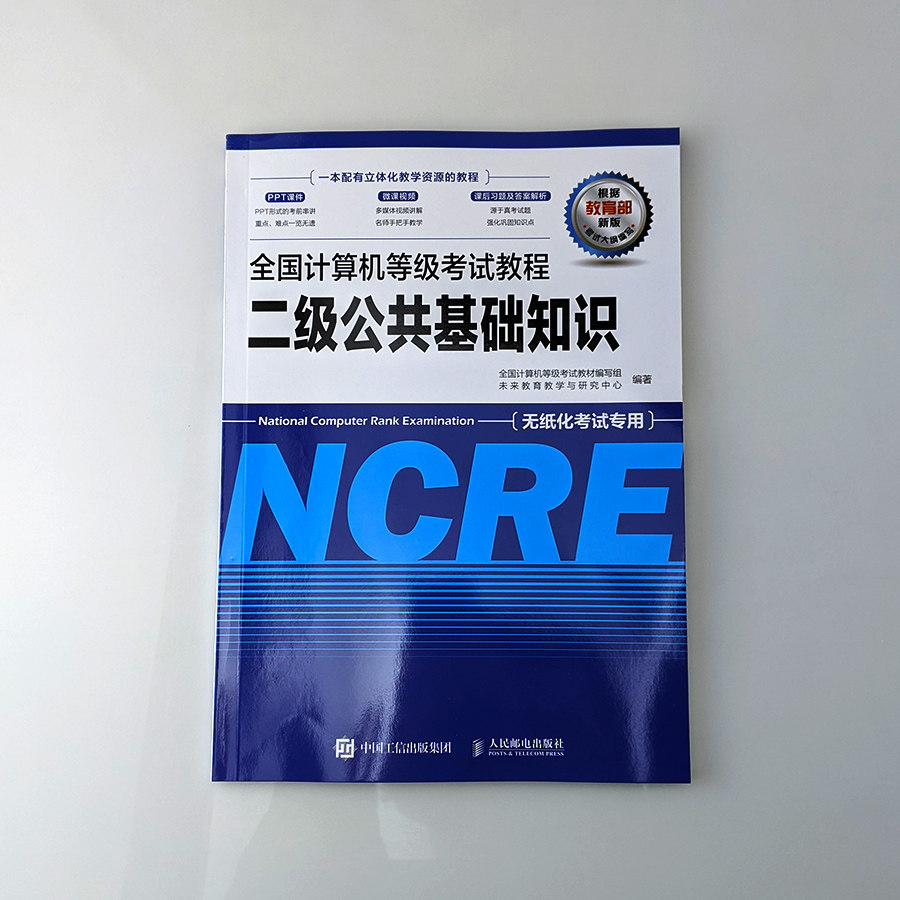 一本配有立体化教学资源的教程
PPT课件
PPT形式的考前串讲
重点、难点一览无遗
微课视频
多媒体视频讲解
名师手把手教学
课后习题及答案解析
源于真考试题
强化巩固知识点
根据
教育部
新版
考试大纲编写
全国计算机等级考试教程
二级公共基础知识
全国计算机等级考试教材编写组
未来教育教学与研究中心
编著
National Computer Rank Examination
无纸化考试专用
NCRE
中国工信出版集团
人民邮电出版社
POSTS & TELECOM PRESS